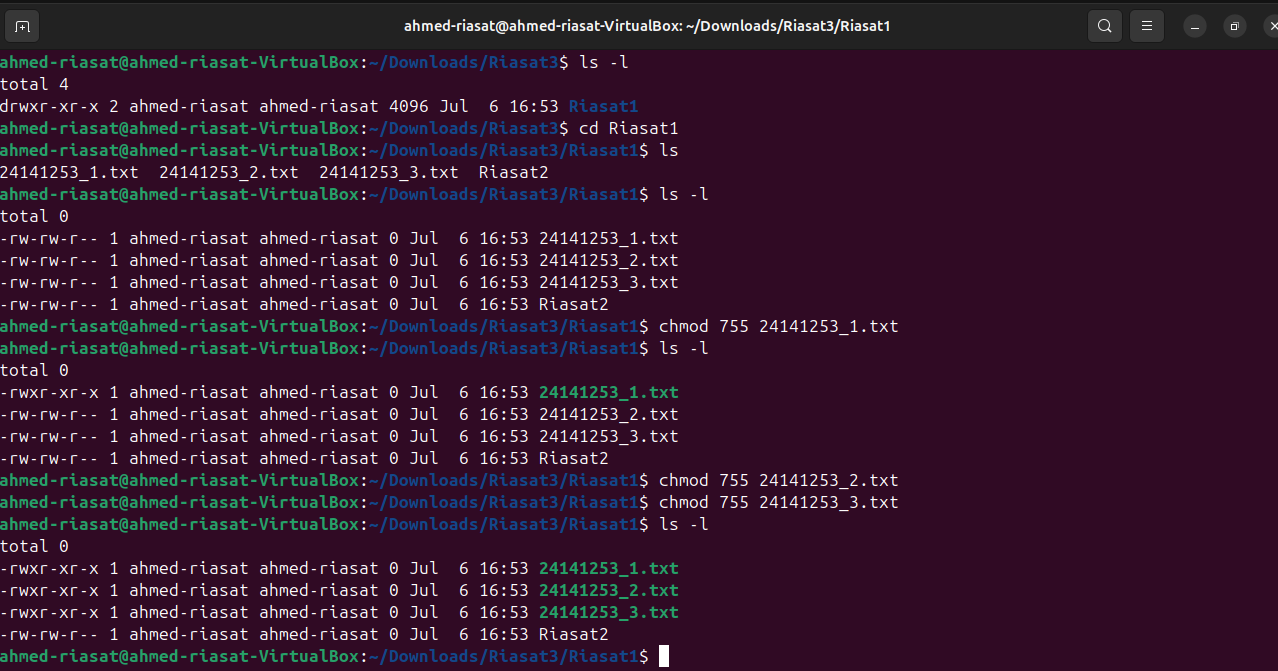 ahmed-riasat@ahmed-riasat-VirtualBox: ~/Downloads/Riasat3/Riasat1
ahmed-riasat@ahmed-riasat-VirtualBox:~/Downloads/Riasat3$ ls -l
total 4
drwxr-xr-x 2 ahmed-riasat ahmed-riasat 4096 Jul  6 16:53 Riasat1
ahmed-riasat@ahmed-riasat-VirtualBox:~/Downloads/Riasat3$ cd Riasat1
ahmed-riasat@ahmed-riasat-VirtualBox:~/Downloads/Riasat3/Riasat1$ ls
24141253_1.txt  24141253_2.txt  24141253_3.txt  Riasat2
ahmed-riasat@ahmed-riasat-VirtualBox:~/Downloads/Riasat3/Riasat1$ ls -l
total 0
-rw-rw-r-- 1 ahmed-riasat ahmed-riasat 0 Jul  6 16:53 24141253_1.txt
-rw-rw-r-- 1 ahmed-riasat ahmed-riasat 0 Jul  6 16:53 24141253_2.txt
-rw-rw-r-- 1 ahmed-riasat ahmed-riasat 0 Jul  6 16:53 24141253_3.txt
-rw-rw-r-- 1 ahmed-riasat ahmed-riasat 0 Jul  6 16:53 Riasat2
ahmed-riasat@ahmed-riasat-VirtualBox:~/Downloads/Riasat3/Riasat1$ chmod 755 24141253_1.txt
ahmed-riasat@ahmed-riasat-VirtualBox:~/Downloads/Riasat3/Riasat1$ ls -l
total 0
-rwxr-xr-x 1 ahmed-riasat ahmed-riasat 0 Jul  6 16:53 24141253_1.txt
-rw-rw-r-- 1 ahmed-riasat ahmed-riasat 0 Jul  6 16:53 24141253_2.txt
-rw-rw-r-- 1 ahmed-riasat ahmed-riasat 0 Jul  6 16:53 24141253_3.txt
-rw-rw-r-- 1 ahmed-riasat ahmed-riasat 0 Jul  6 16:53 Riasat2
ahmed-riasat@ahmed-riasat-VirtualBox:~/Downloads/Riasat3/Riasat1$ chmod 755 24141253_2.txt
ahmed-riasat@ahmed-riasat-VirtualBox:~/Downloads/Riasat3/Riasat1$ chmod 755 24141253_3.txt
ahmed-riasat@ahmed-riasat-VirtualBox:~/Downloads/Riasat3/Riasat1$ ls -l
total 0
-rwxr-xr-x 1 ahmed-riasat ahmed-riasat 0 Jul  6 16:53 24141253_1.txt
-rwxr-xr-x 1 ahmed-riasat ahmed-riasat 0 Jul  6 16:53 24141253_2.txt
-rwxr-xr-x 1 ahmed-riasat ahmed-riasat 0 Jul  6 16:53 24141253_3.txt
-rw-rw-r-- 1 ahmed-riasat ahmed-riasat 0 Jul  6 16:53 Riasat2
ahmed-riasat@ahmed-riasat-VirtualBox:~/Downloads/Riasat3/Riasat1$